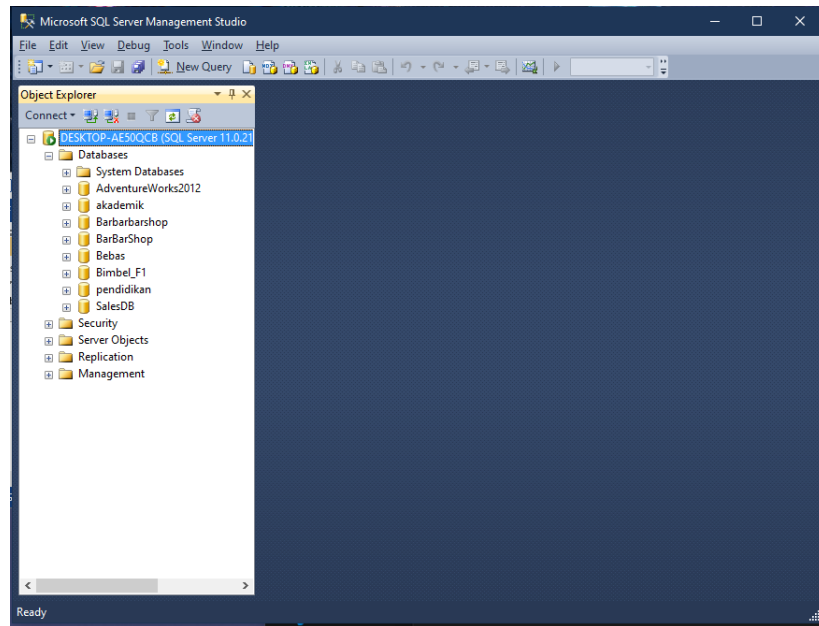 Microsoft SQL Server Management Studio
File Edit View Debug Tools Window Help
New Query
Object Explorer
Connect
DESKTOP-AE50QCB (SQL Server 11.0.21
Databases
System Databases
AdventureWorks2012
akademik
Barbarbarshop
BarBarShop
Bebas
Bimbel_F1
pendidikan
SalesDB
Security
Server Objects
Replication
Management
Ready